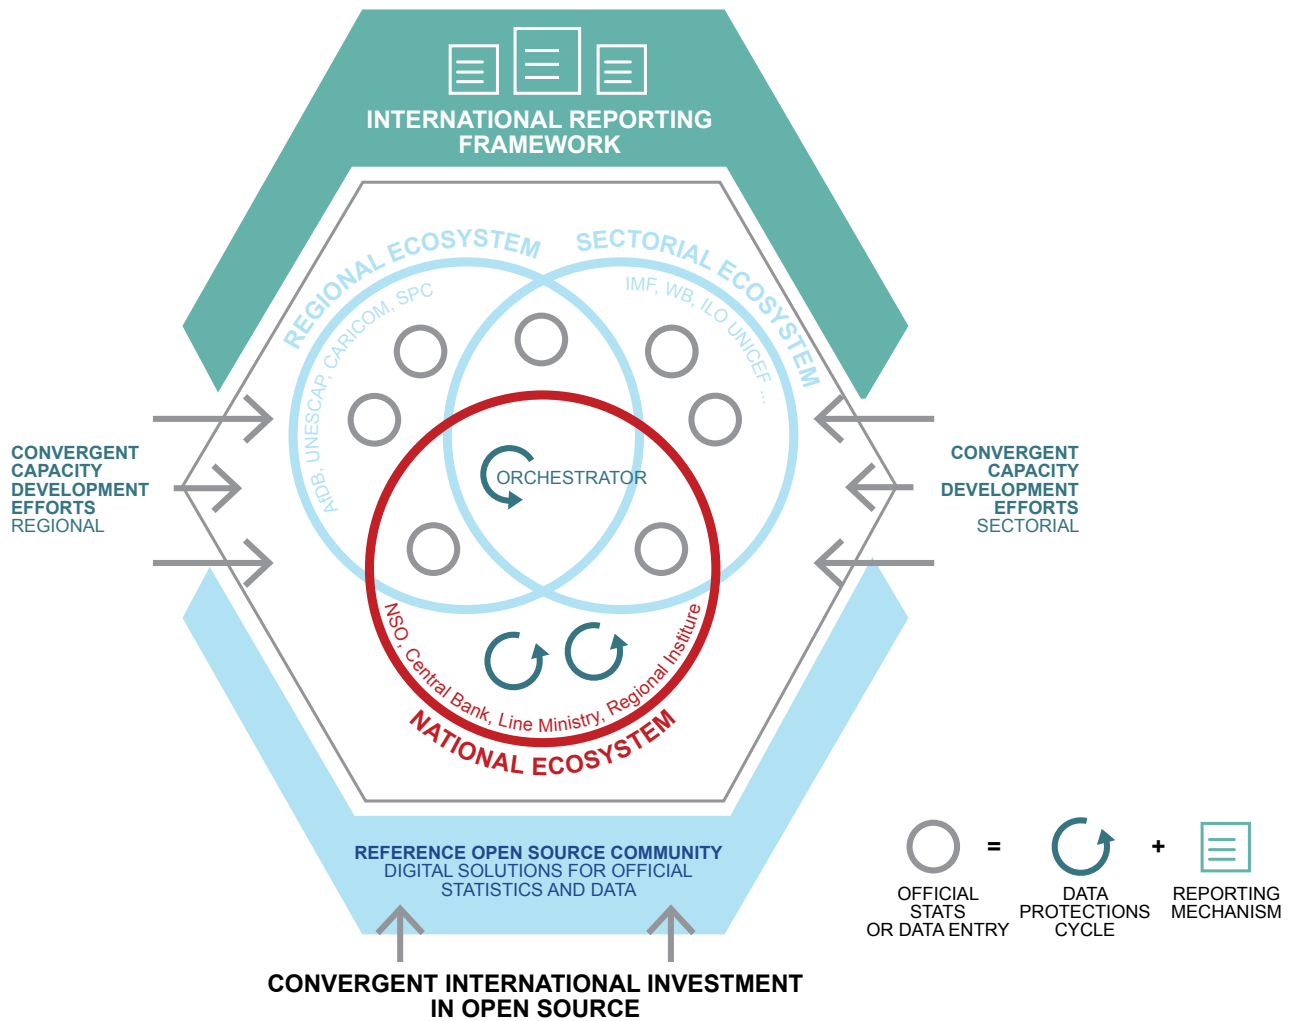 INTERNATIONAL REPORTING
FRAMEWORK
REGIONAL ECOSYSTEM
SECTORIAL ECOSYSTEM
AfDB, UNESCAP, CARICOM, SPC
IMF, WB, ILO UNICEF ...
CONVERGENT
CAPACITY
DEVELOPMENT
EFFORTS
REGIONAL
ORCHESTRATOR
CONVERGENT
CAPACITY
DEVELOPMENT
EFFORTS
SECTORIAL
NSO, Central Bank, Line Ministry, Regional Institure
NATIONAL ECOSYSTEM
REFERENCE OPEN SOURCE COMMUNITY
DIGITAL SOLUTIONS FOR OFFICIAL
STATISTICS AND DATA
CONVERGENT INTERNATIONAL INVESTMENT
IN OPEN SOURCE
= +
OFFICIAL
STATS
OR DATA ENTRY
DATA
PROTECTIONS
CYCLE
REPORTING
MECHANISM